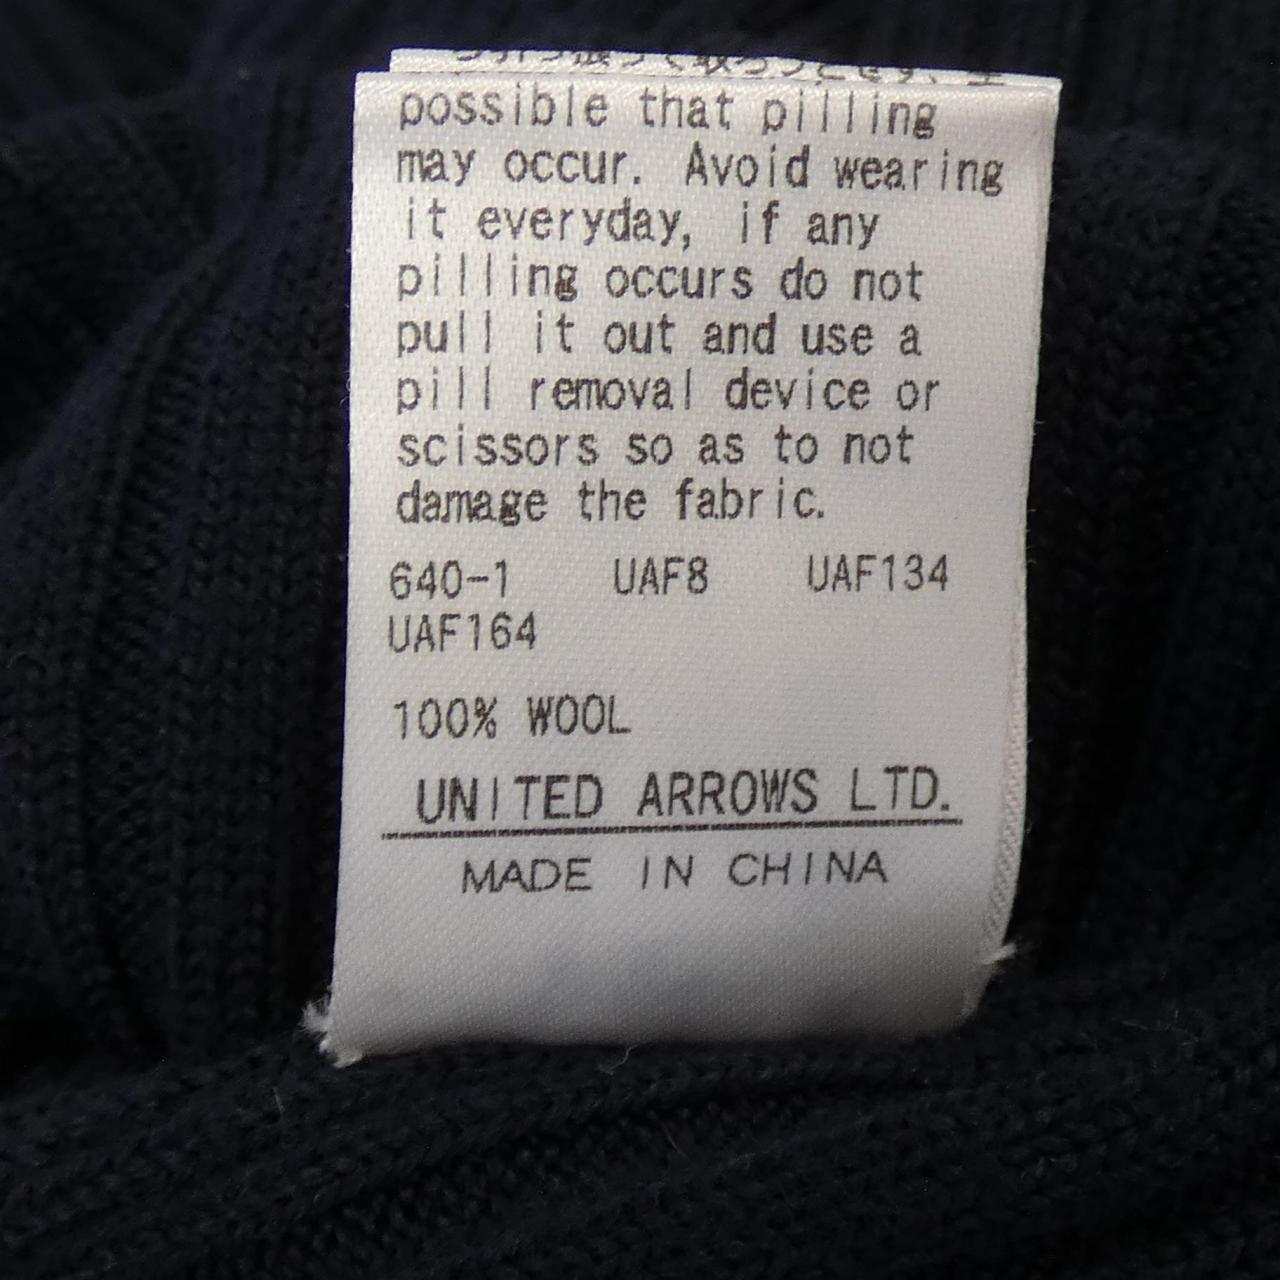 possible that pilling
may occur. Avoid wearing
it everyday, if any
pilling occurs do not
pull it out and use a
pill removal device or
scissors so as to not
damage the fabric.
640-1 UAF8 UAF134
UAF164
100% WOOL
UNITED ARROWS LTD.
MADE IN CHINA